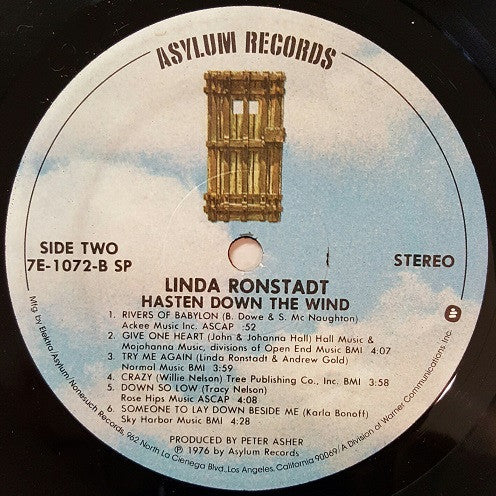 ASYLUM RECORDS
SIDE TWO
7E-1072-B SP
STEREO
LINDA RONSTADT
HASTEN DOWN THE WIND
1. RIVERS OF BABYLON (B. Dowe & S. Mc Naughton)
Ackee Music Inc. ASCAP :52
2. GIVE ONE HEART (John & Johanna Hall) Hall Music &
Mojohanna Music, divisions of Open End Music BMI 4:07
3. TRY ME AGAIN (Linda Ronstadt & Andrew Gold)
Normal Music BMI 3:59
4. CRAZY (Willie Nelson) Tree Publishing Co., Inc. BMI 3:58
5. DOWN SO LOW (Tracy Nelson)
Rose Hips Music ASCAP 4:08
6. SOMEONE TO LAY DOWN BESIDE ME (Karla Bonoff)
Sky Harbor Music BMI 4:28
PRODUCED BY PETER ASHER
℗ 1976 by Asylum Records
Mfg by Elektra/Asylum/Nonesuch Records, 962 North La Cienega Blvd., Los Angeles, California 90069/A Division of Warner Communications Inc.